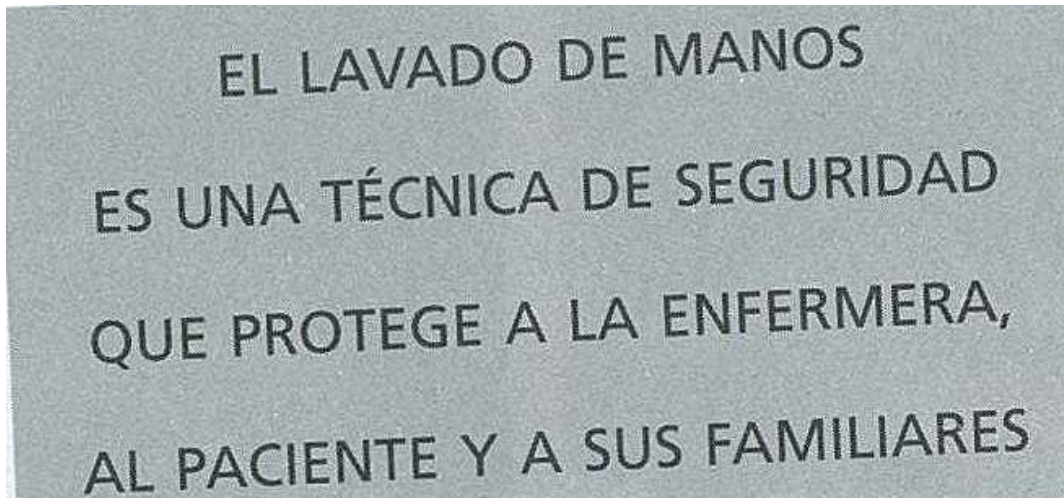 EL LAVADO DE MANOS
ES UNA TÉCNICA DE SEGURIDAD
QUE PROTEGE A LA ENFERMERA,
AL PACIENTE Y A SUS FAMILIARES